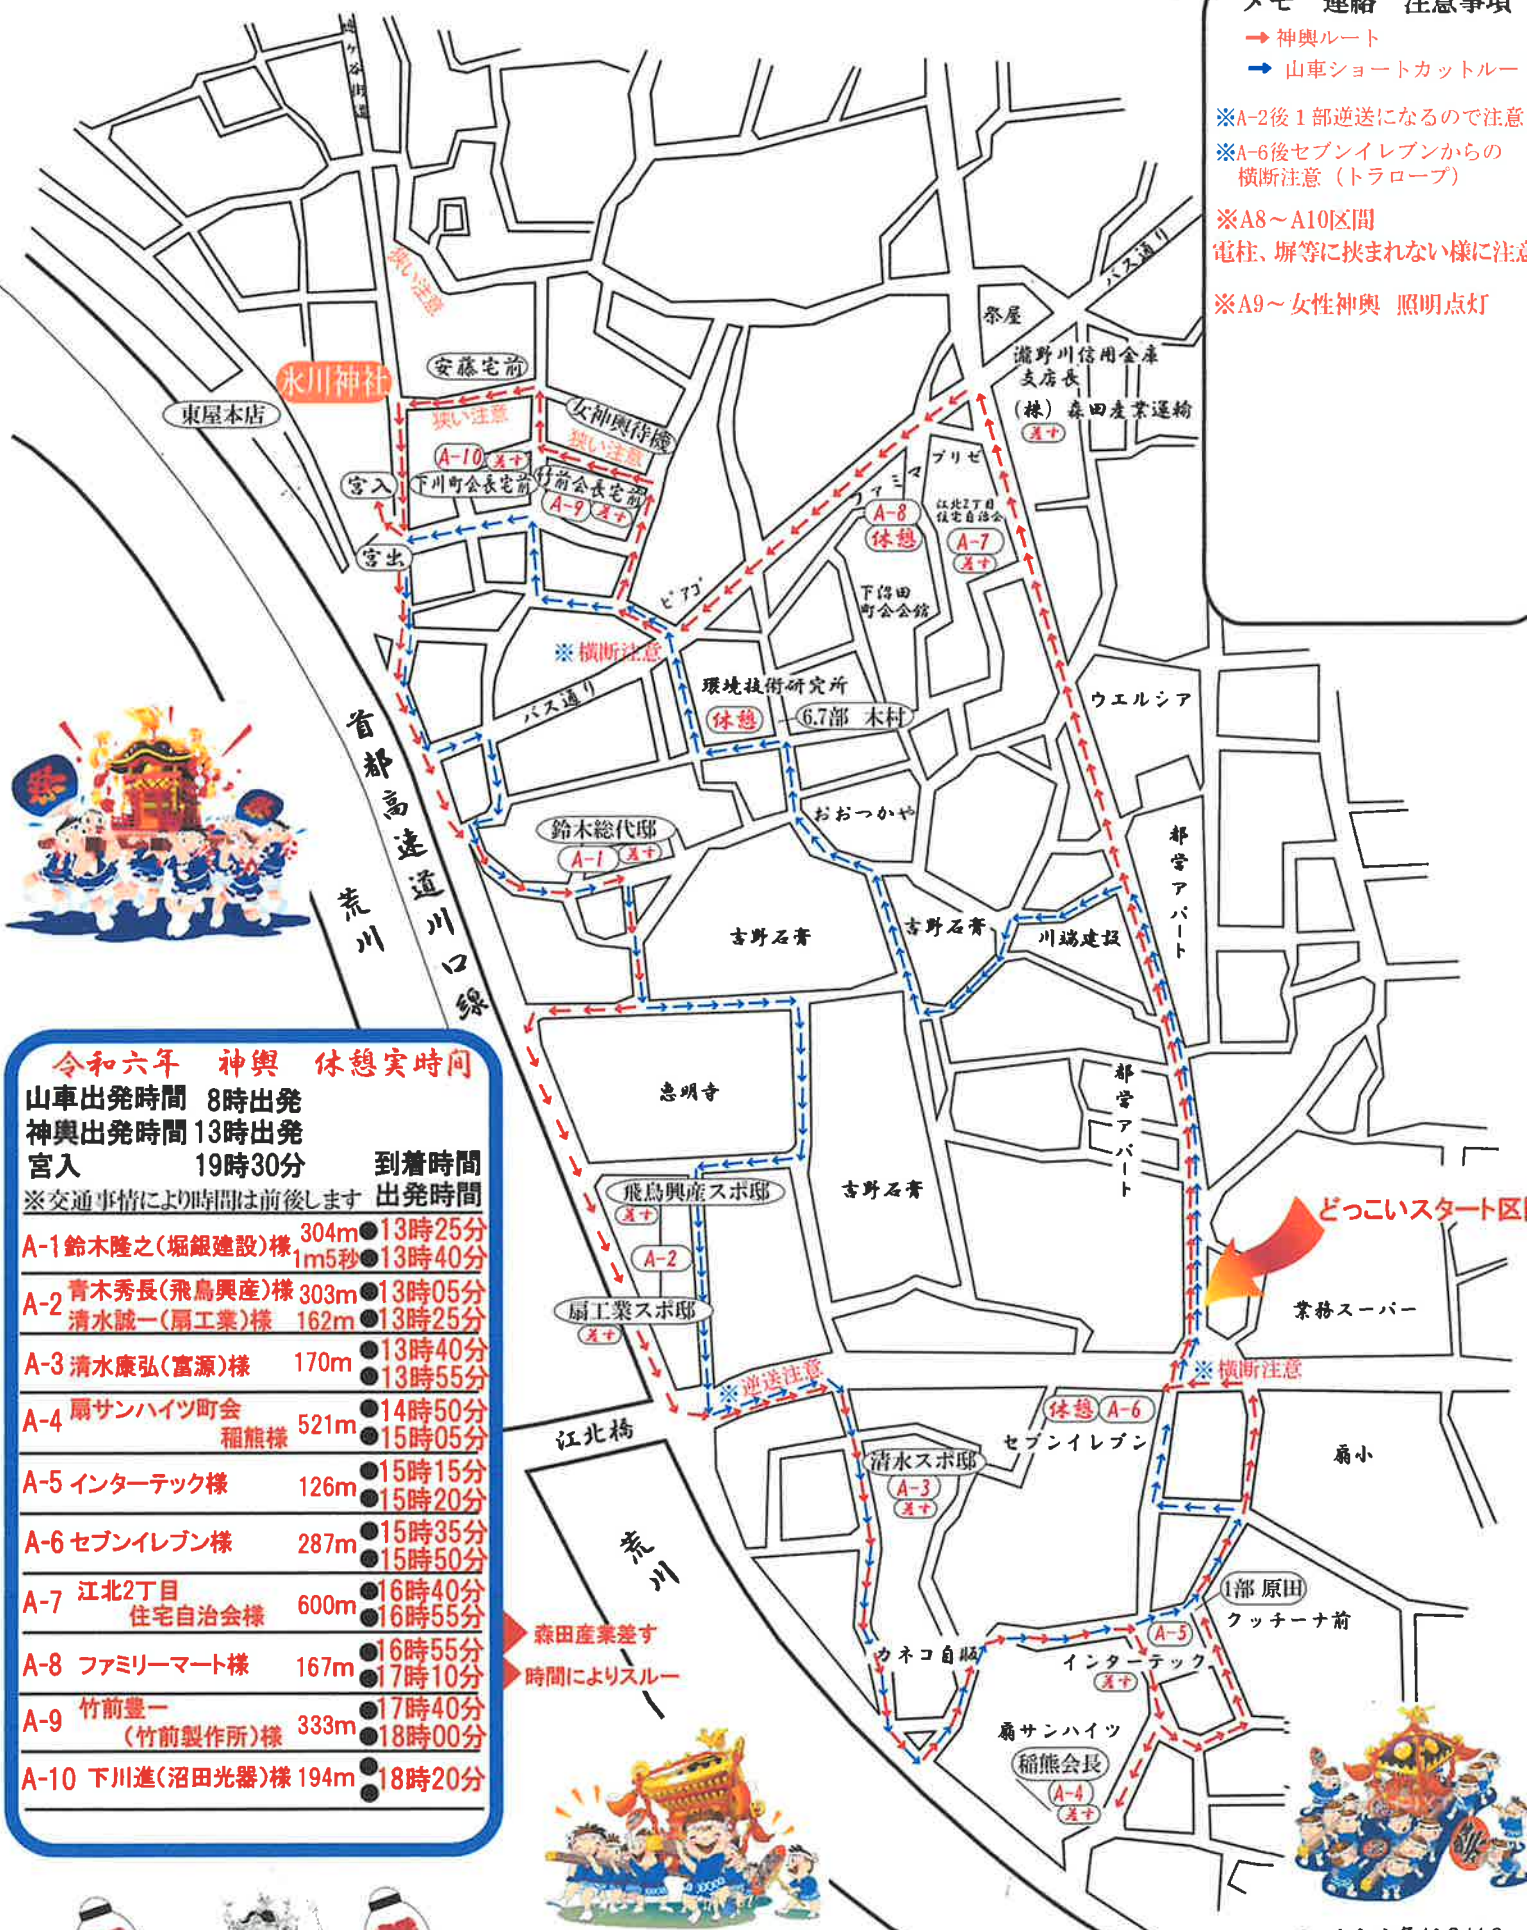 メモ 連絡 注意事項
→ 神輿ルート
→ 山車ショートカットルー
※A-2後1部逆送になるので注意
※A-6後セブンイレブンからの
横断注意（トラロープ）
※A8～A10区間
電柱、塀等に挟まれない様に注意
※A9～女性神輿 照明点灯
バス通り
祭屋
瀧野川信用金庫
支店長
(株) 森田産業運輸
差す
狭い注意
氷川神社
安藤宅前
狭い注意
女神輿待機
狭い注意
東屋本店
A-10 差す
下川町会長宅前
竹前会長宅前
A-9 差す
宮入
宮出
ブリゼ
ファミマ
A-8
休憩
江北2丁目
住宅自治会
A-7
差す
下沼田
町会会館
ピアゴ
※横断注意
バス通り
環境技術研究所
休憩
6.7部 木村
ウエルシア
首都高速道川口線
荒川
鈴木総代邸
A-1 差す
おおつかや
都営アパート
吉野石膏
吉野石膏
川端建設
恵明寺
都営アパート
吉野石膏
飛鳥興産スポ邸
差す
A-2
扇工業スポ邸
差す
どっこいスタート区
業務スーパー
※横断注意
※逆送注意
江北橋
休憩 A-6
セブンイレブン
扇小
清水スポ邸
A-3
差す
荒川
1部 原田
クッチーナ前
A-5
インターテック
差す
カネコ自販
扇サンハイツ
稲熊会長
A-4
差す
令和六年 神輿 休憩実時间
山車出発時間 8時出発
神輿出発時間 13時出発
宮入 19時30分 到着時間
※交通事情により時間は前後します 出発時間
A-1 鈴木隆之(堀銀建設)様 304m ●13時25分
1m5秒 ●13時40分
A-2 青木秀長(飛鳥興産)様 303m ●13時05分
清水誠一(扇工業)様 162m ●13時25分
A-3 清水康弘(富源)様 170m ●13時40分
●13時55分
A-4 扇サンハイツ町会 521m ●14時50分
稲熊様 ●15時05分
A-5 インターテック様 126m ●15時15分
●15時20分
A-6 セブンイレブン様 287m ●15時35分
●15時50分
A-7 江北2丁目 600m ●16時40分
住宅自治会様 ●16時55分
A-8 ファミリーマート様 167m ●16時55分
●17時10分
A-9 竹前豊一 333m ●17時40分
(竹前製作所)様 ●18時00分
A-10 下川進(沼田光器)様 194m ●18時20分
●
森田産業差す
時間によりスルー
祭
祭